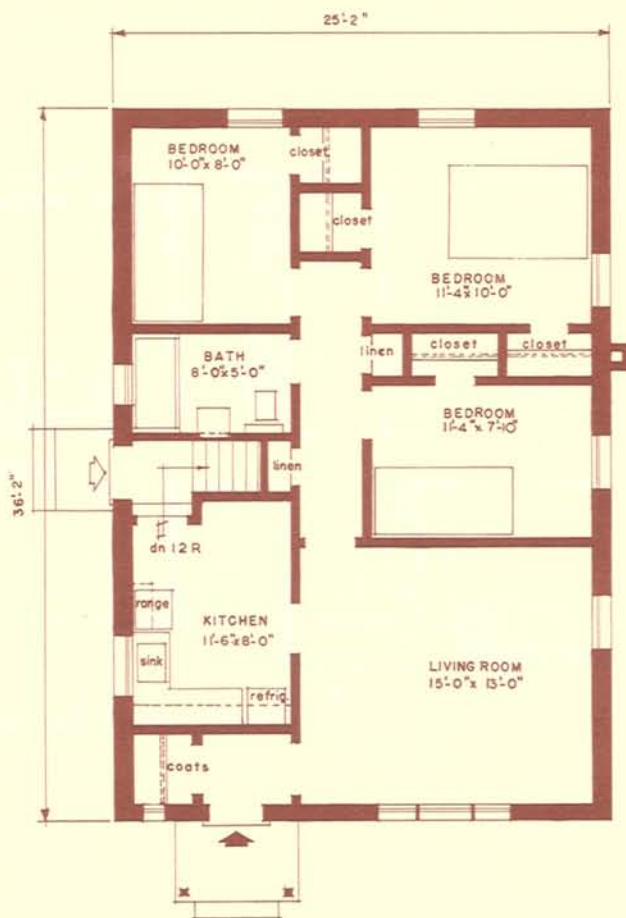 25'-2"
BEDROOM
10'-0" x 8'-0"
closet
closet
BEDROOM
11'-4" x 10'-0"
BATH
8'-0" x 5'-0"
linen
closet
closet
BEDROOM
11'-4" x 7'-10"
36'-2"
linen
dn 12 R
range
KITCHEN
11'-6" x 8'-0"
sink
refrig.
LIVING ROOM
15'-0" x 13'-0"
coats